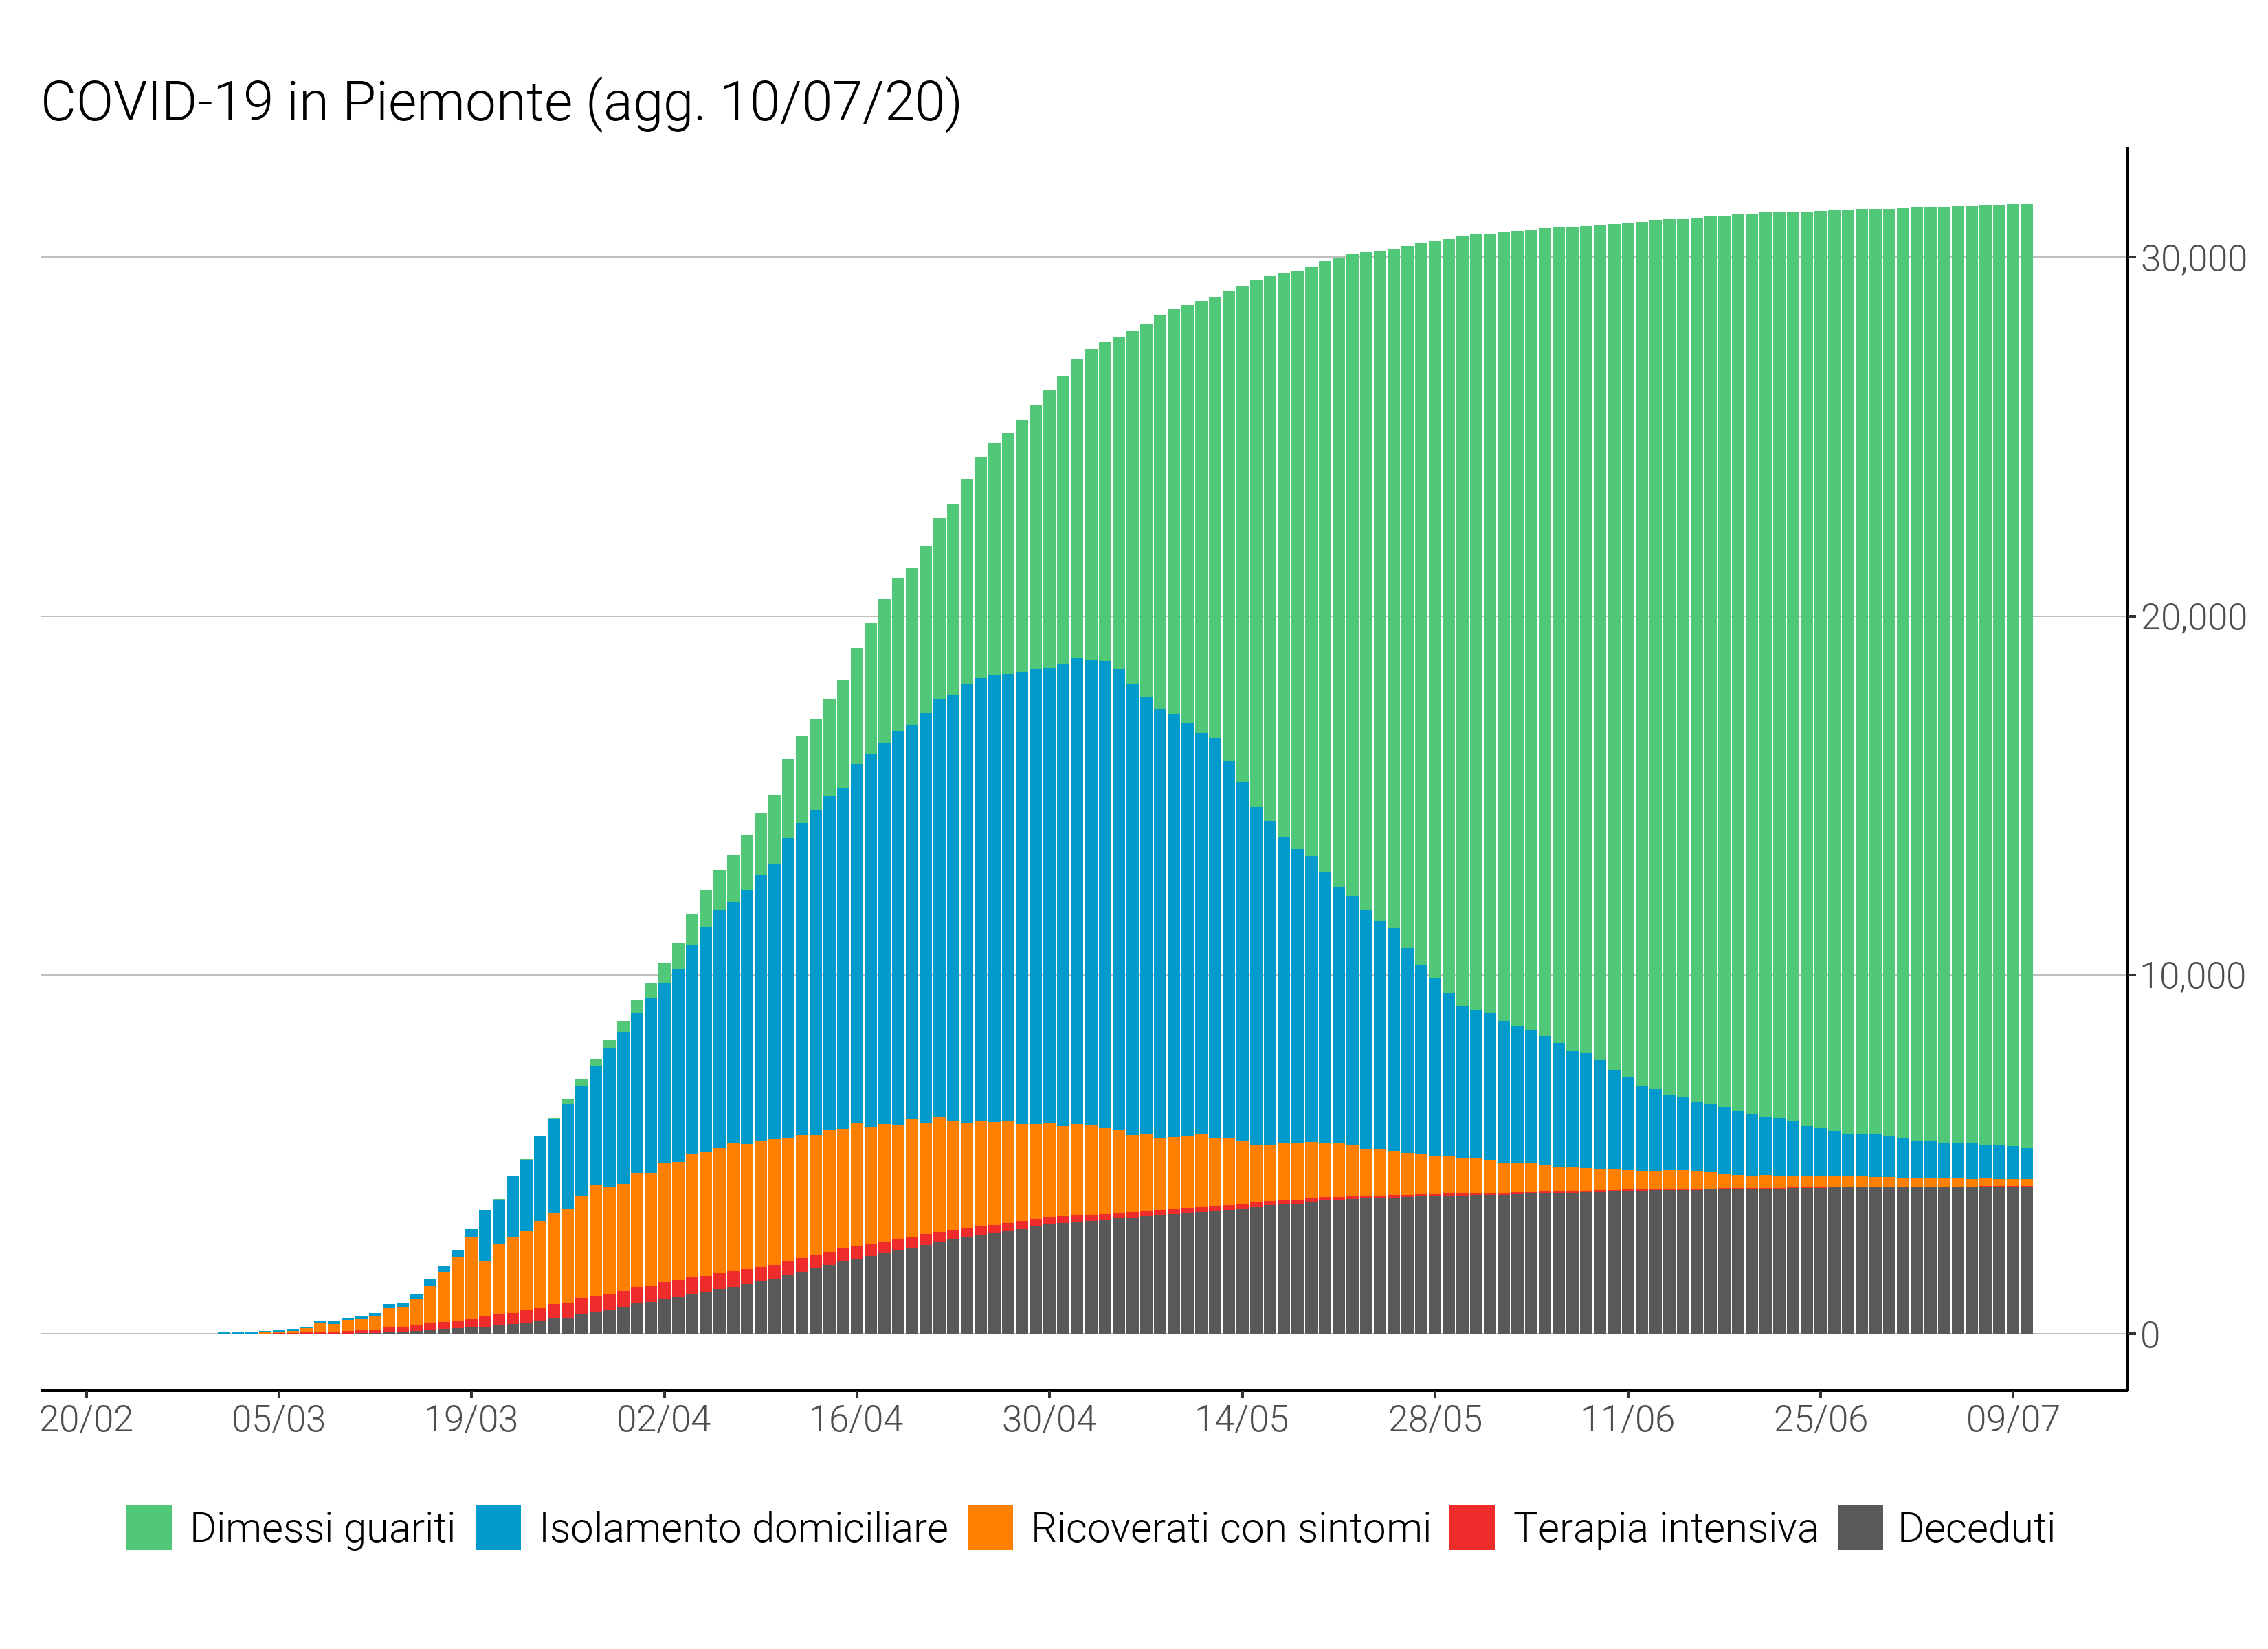 COVID-19 in Piemonte (agg. 10/07/20)
30,000
20,000
10,000
0
20/02 05/03 19/03 02/04 16/04 30/04 14/05 28/05 11/06 25/06 09/07
Dimessi guariti Isolamento domiciliare Ricoverati con sintomi Terapia intensiva Deceduti